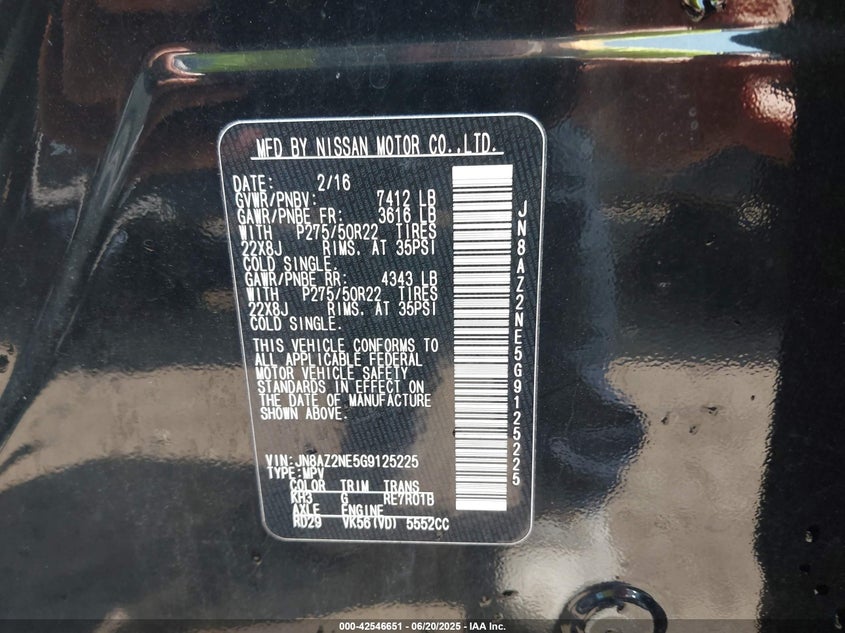 MFD BY NISSAN MOTOR CO.,LTD.
DATE: 2/16
GVWR/PNBV: 7412 LB
GAWR/PNBE FR: 3616 LB
WITH P275/50R22 TIRES
22X8J RIMS. AT 35PSI
COLD SINGLE.
GAWR/PNBE RR: 4343 LB
WITH P275/50R22 TIRES
22X8J RIMS. AT 35PSI
COLD SINGLE.
THIS VEHICLE CONFORMS TO
ALL APPLICABLE FEDERAL
MOTOR VEHICLE SAFETY
STANDARDS IN EFFECT ON
THE DATE OF MANUFACTURE
SHOWN ABOVE.
VIN:JN8AZ2NE5G9125225
TYPE:MPV
COLOR TRIM TRANS
KH3 G RE7R01B
AXLE ENGINE
RD29 VK56(VD) 5552CC
JN8AZ2NE5G9125225
000-42546651 - 06/20/2025 - IAA Inc.